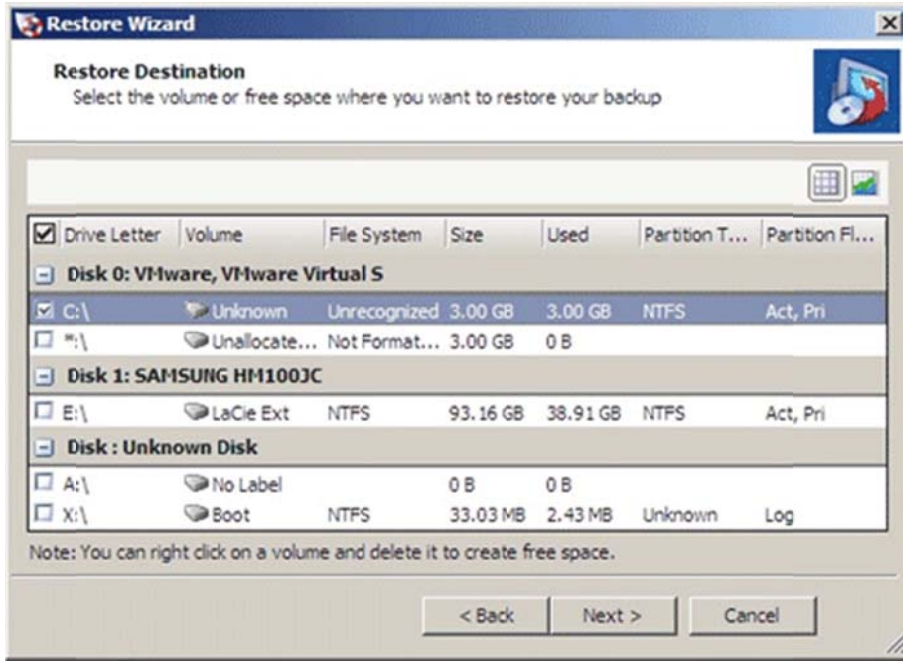 Restore Wizard
Restore Destination
Select the volume or free space where you want to restore your backup
Drive Letter Volume File System Size Used Partition T... Partition Fl...
Disk 0: VMware, VMware Virtual S
C:\ Unknown Unrecognized 3.00 GB 3.00 GB NTFS Act, Pri
*:\ Unallocate... Not Format... 3.00 GB 0 B
Disk 1: SAMSUNG HM100JC
E:\ LaCie Ext NTFS 93.16 GB 38.91 GB NTFS Act, Pri
Disk : Unknown Disk
A:\ No Label 0 B 0 B
X:\ Boot NTFS 33.03 MB 2.43 MB Unknown Log
Note: You can right click on a volume and delete it to create free space.
< Back Next > Cancel